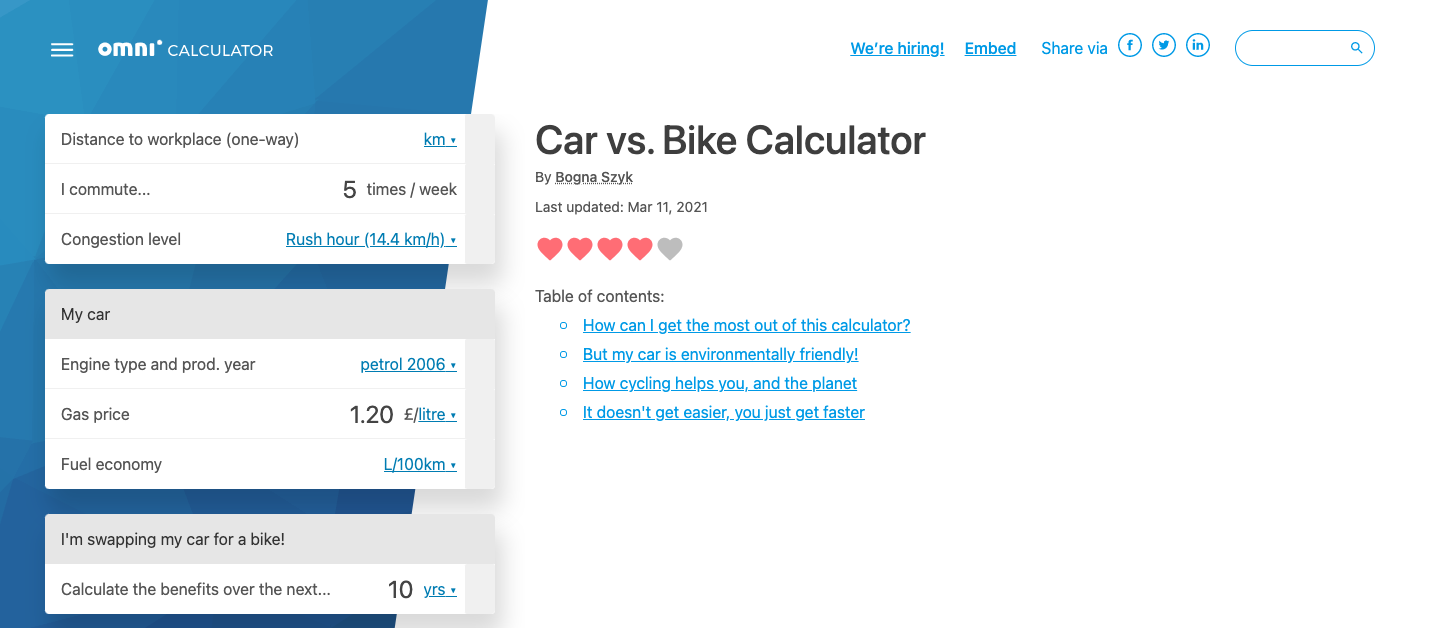 omni CALCULATOR
We're hiring! Embed Share via
Distance to workplace (one-way) km
I commute... 5 times / week
Congestion level Rush hour (14.4 km/h)
My car
Engine type and prod. year petrol 2006
Gas price 1.20 £/litre
Fuel economy L/100km
I'm swapping my car for a bike!
Calculate the benefits over the next... 10 yrs
Car vs. Bike Calculator
By Bogna Szyk
Last updated: Mar 11, 2021
Table of contents:
How can I get the most out of this calculator?
But my car is environmentally friendly!
How cycling helps you, and the planet
It doesn't get easier, you just get faster